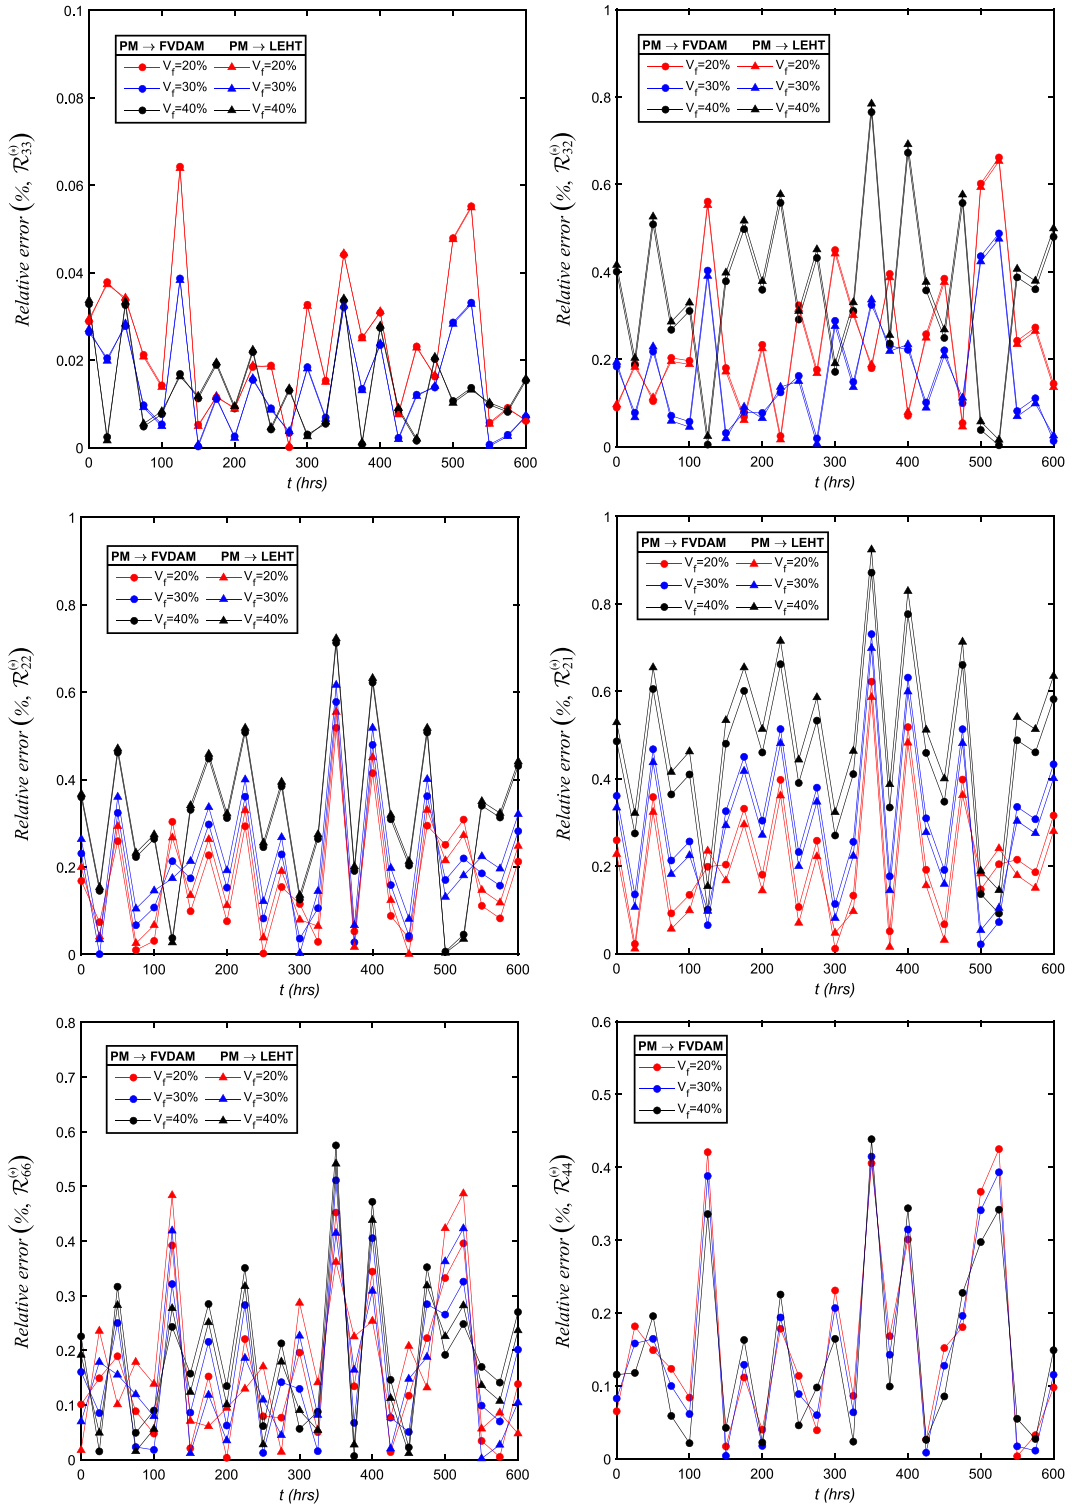 0.1
0.08
0.06
0.04
0.02
0
0 100 200 300 400 500 600
t (hrs)
Relative error (%, R33^(*))
PM → FVDAM PM → LEHT
Vf=20% Vf=20%
Vf=30% Vf=30%
Vf=40% Vf=40%
1
0.8
0.6
0.4
0.2
0
0 100 200 300 400 500 600
t (hrs)
Relative error (%, R32^(*))
PM → FVDAM PM → LEHT
Vf=20% Vf=20%
Vf=30% Vf=30%
Vf=40% Vf=40%
1
0.8
0.6
0.4
0.2
0
0 100 200 300 400 500 600
t (hrs)
Relative error (%, R22^(*))
PM → FVDAM PM → LEHT
Vf=20% Vf=20%
Vf=30% Vf=30%
Vf=40% Vf=40%
1
0.8
0.6
0.4
0.2
0
0 100 200 300 400 500 600
t (hrs)
Relative error (%, R21^(*))
PM → FVDAM PM → LEHT
Vf=20% Vf=20%
Vf=30% Vf=30%
Vf=40% Vf=40%
0.8
0.7
0.6
0.5
0.4
0.3
0.2
0.1
0
0 100 200 300 400 500 600
t (hrs)
Relative error (%, R66^(*))
PM → FVDAM PM → LEHT
Vf=20% Vf=20%
Vf=30% Vf=30%
Vf=40% Vf=40%
0.6
0.5
0.4
0.3
0.2
0.1
0
0 100 200 300 400 500 600
t (hrs)
Relative error (%, R44^(*))
PM → FVDAM
Vf=20%
Vf=30%
Vf=40%